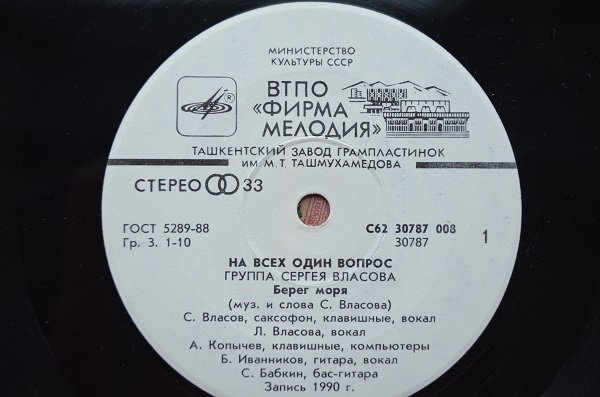 МИНИСТЕРСТВО
КУЛЬТУРЫ СССР
ВТПО
«ФИРМА
МЕЛОДИЯ»
ТАШКЕНТСКИЙ ЗАВОД ГРАМПЛАСТИНОК
ИМ. М.Т. ТАШМУХАМЕДОВА
СТЕРЕО 33
ГОСТ 5289-88
Гр. 3. 1-10
С62 30787 008
30787
1
НА ВСЕХ ОДИН ВОПРОС
ГРУППА СЕРГЕЯ ВЛАСОВА
Берег моря
(муз. и слова С. Власова)
С. Власов, саксофон, клавишные, вокал
Л. Власова, вокал
А. Копычев, клавишные, компьютеры
Б. Иванников, гитара, вокал
С. Бабкин, бас-гитара
Запись 1990 г.